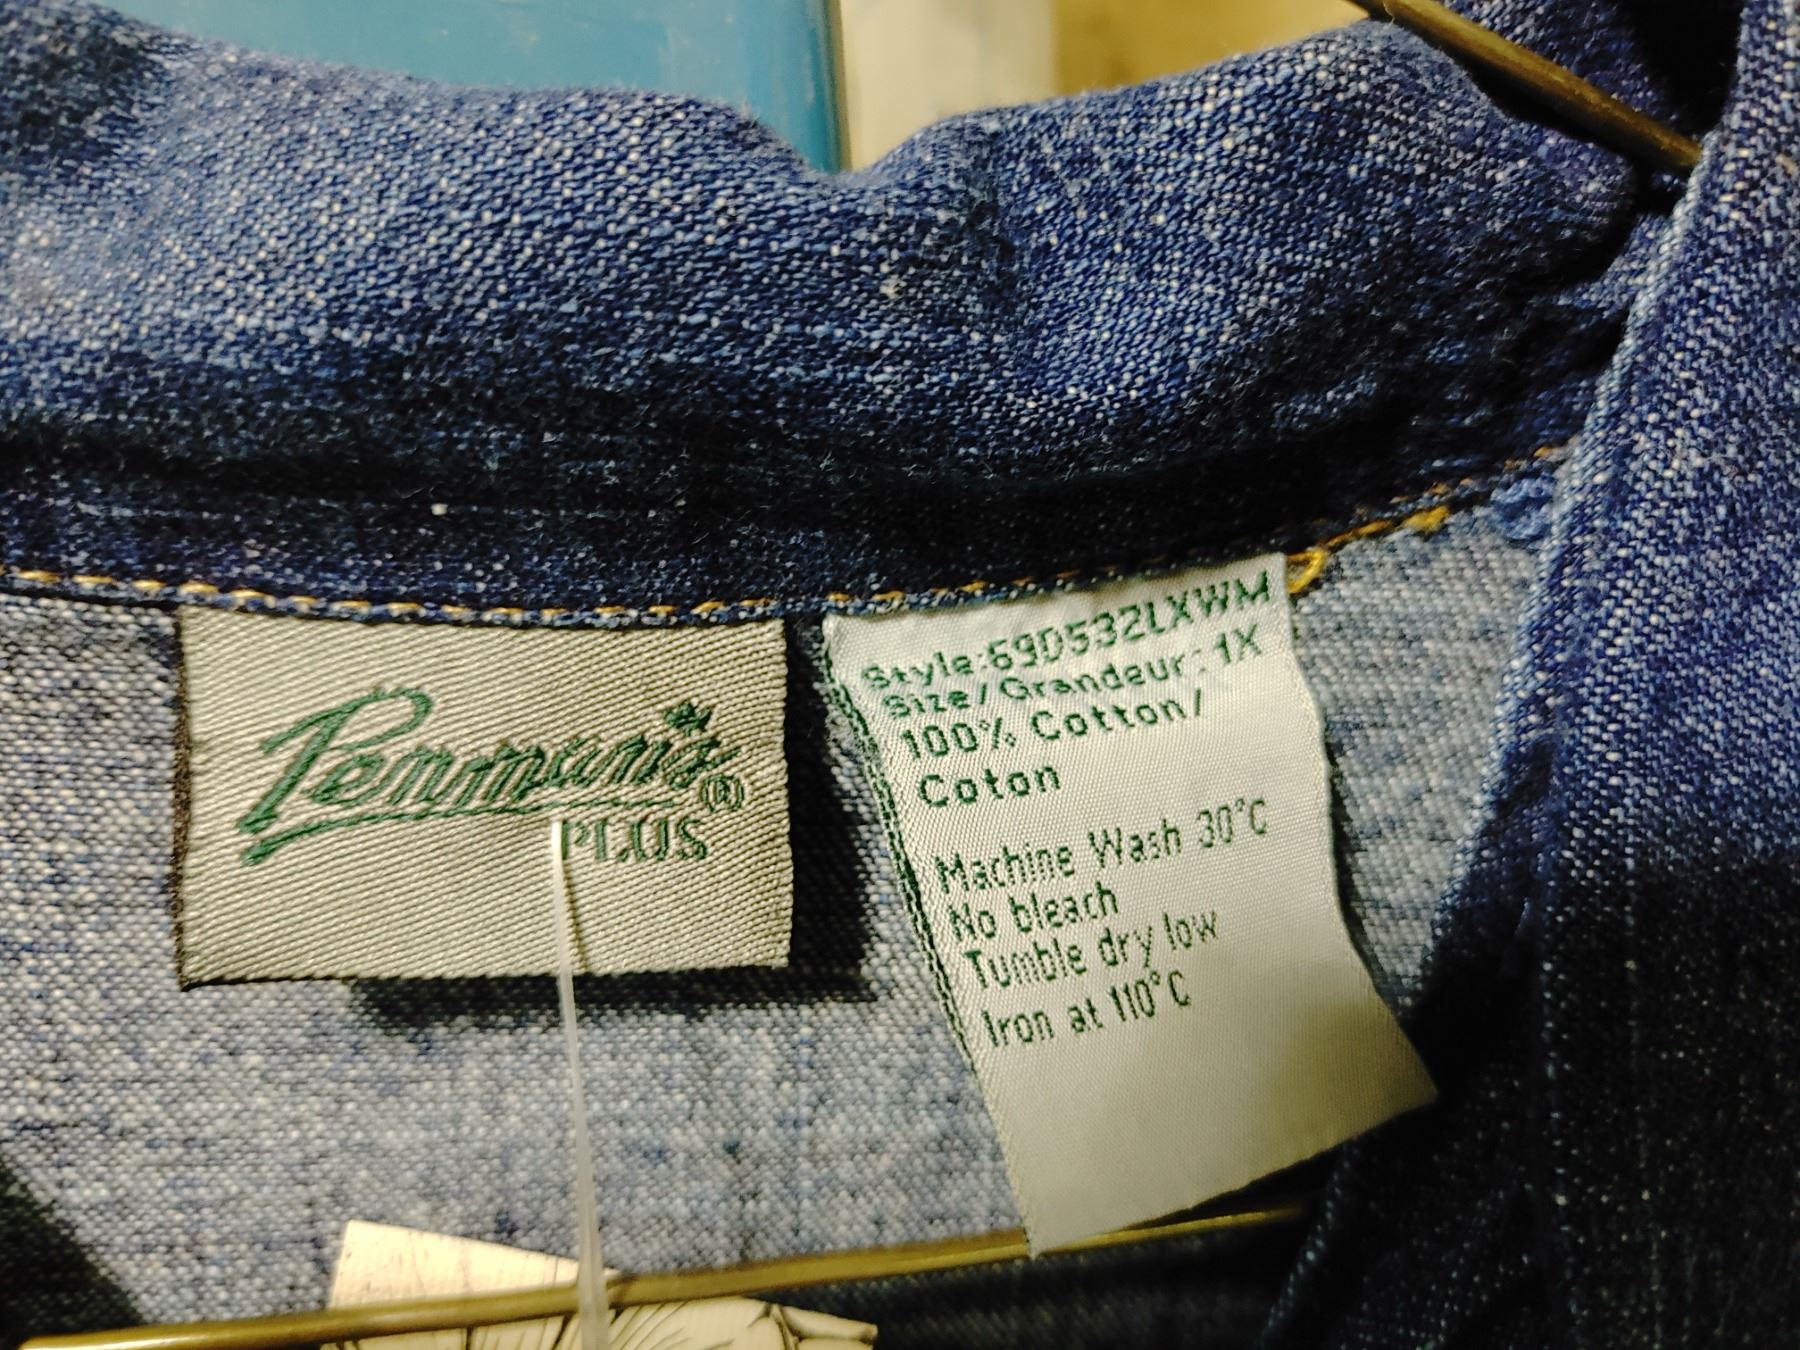 Penmans®
PLUS
Style:69D532LXWM
Size/Grandeur: 1X
100% Cotton/
Coton
Machine Wash 30°C
No bleach
Tumble dry low
Iron at 110°C